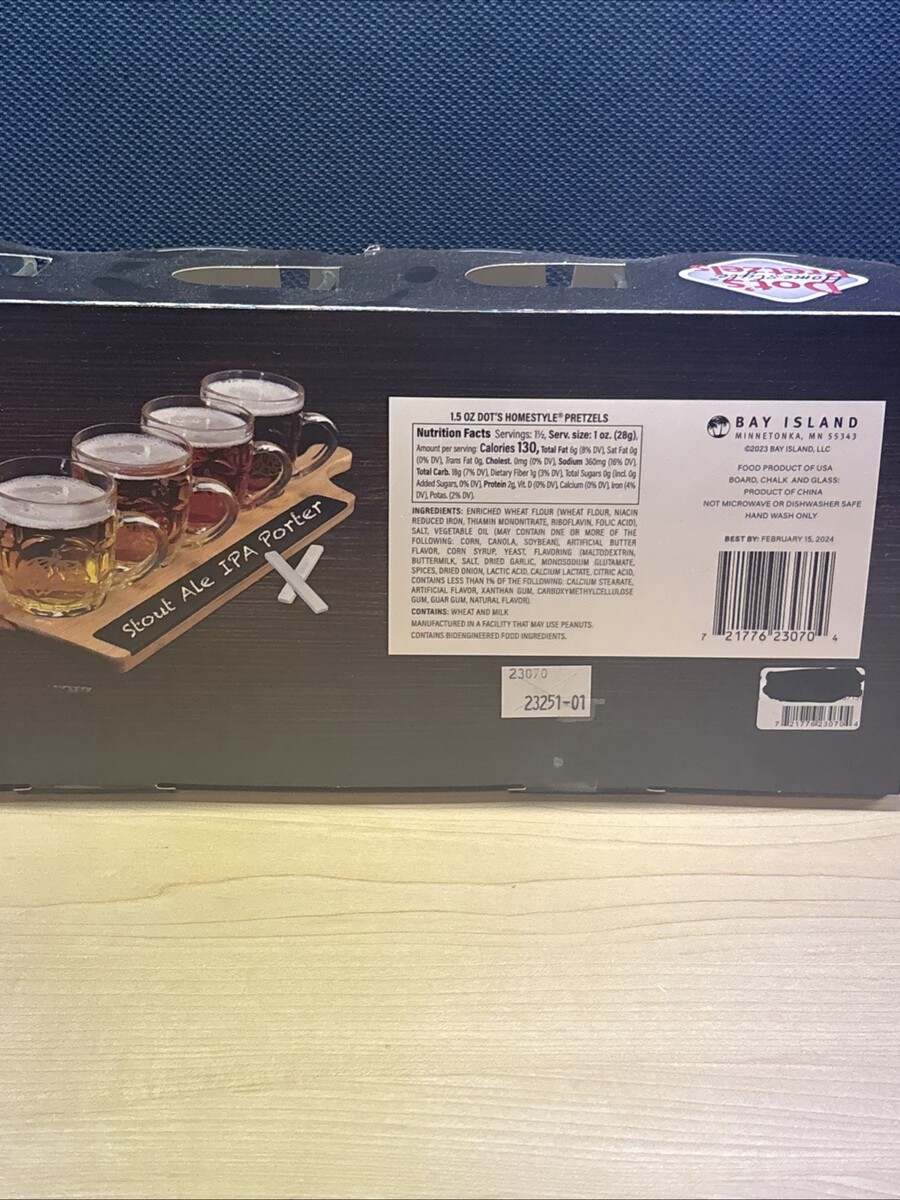 Dot's
Homestyle
Pretzels
Stout Ale IPA Porter
1.5 OZ DOT'S HOMESTYLE® PRETZELS
Nutrition Facts Servings: 1½, Serv. size: 1 oz. (28g).
Amount per serving: Calories 130, Total Fat 6g (8% DV), Sat Fat 0g
(0% DV), Trans Fat 0g, Cholest. 0mg (0% DV), Sodium 360mg (16% DV),
Total Carb. 18g (7% DV), Dietary Fiber 1g (3% DV), Total Sugars 0g (Incl. 0g
Added Sugars, 0% DV), Protein 2g, Vit. D (0% DV), Calcium (0% DV), Iron (4%
DV), Potas. (2% DV).
INGREDIENTS: ENRICHED WHEAT FLOUR (WHEAT FLOUR, NIACIN
REDUCED IRON, THIAMIN MONONITRATE, RIBOFLAVIN, FOLIC ACID),
SALT, VEGETABLE OIL (MAY CONTAIN ONE OR MORE OF THE
FOLLOWING: CORN, CANOLA, SOYBEAN), ARTIFICIAL BUTTER
FLAVOR, CORN SYRUP, YEAST, FLAVORING (MALTODEXTRIN,
BUTTERMILK, SALT, DRIED GARLIC, MONOSODIUM GLUTAMATE,
SPICES, DRIED ONION, LACTIC ACID, CALCIUM LACTATE, CITRIC ACID,
CONTAINS LESS THAN 1% OF THE FOLLOWING: CALCIUM STEARATE,
ARTIFICIAL FLAVOR, XANTHAN GUM, CARBOXYMETHYLCELLULOSE
GUM, GUAR GUM, NATURAL FLAVOR).
CONTAINS: WHEAT AND MILK
MANUFACTURED IN A FACILITY THAT MAY USE PEANUTS.
CONTAINS BIOENGINEERED FOOD INGREDIENTS.
BAY ISLAND
MINNETONKA, MN 55343
©2023 BAY ISLAND, LLC
FOOD PRODUCT OF USA
BOARD, CHALK AND GLASS:
PRODUCT OF CHINA
NOT MICROWAVE OR DISHWASHER SAFE
HAND WASH ONLY
BEST BY: FEBRUARY 15, 2024
7 21776 23070 4
23070
23251-01
7 21776 23070 4